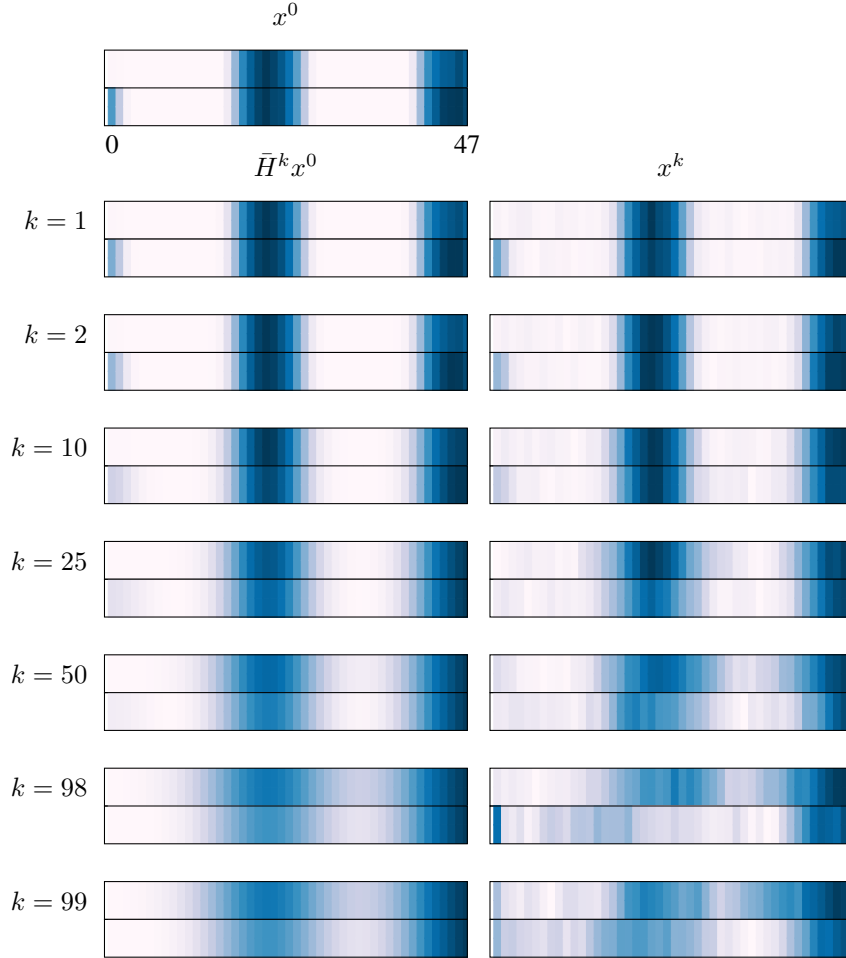 x^0
0 47
H̄^k x^0 x^k
k = 1
k = 2
k = 10
k = 25
k = 50
k = 98
k = 99